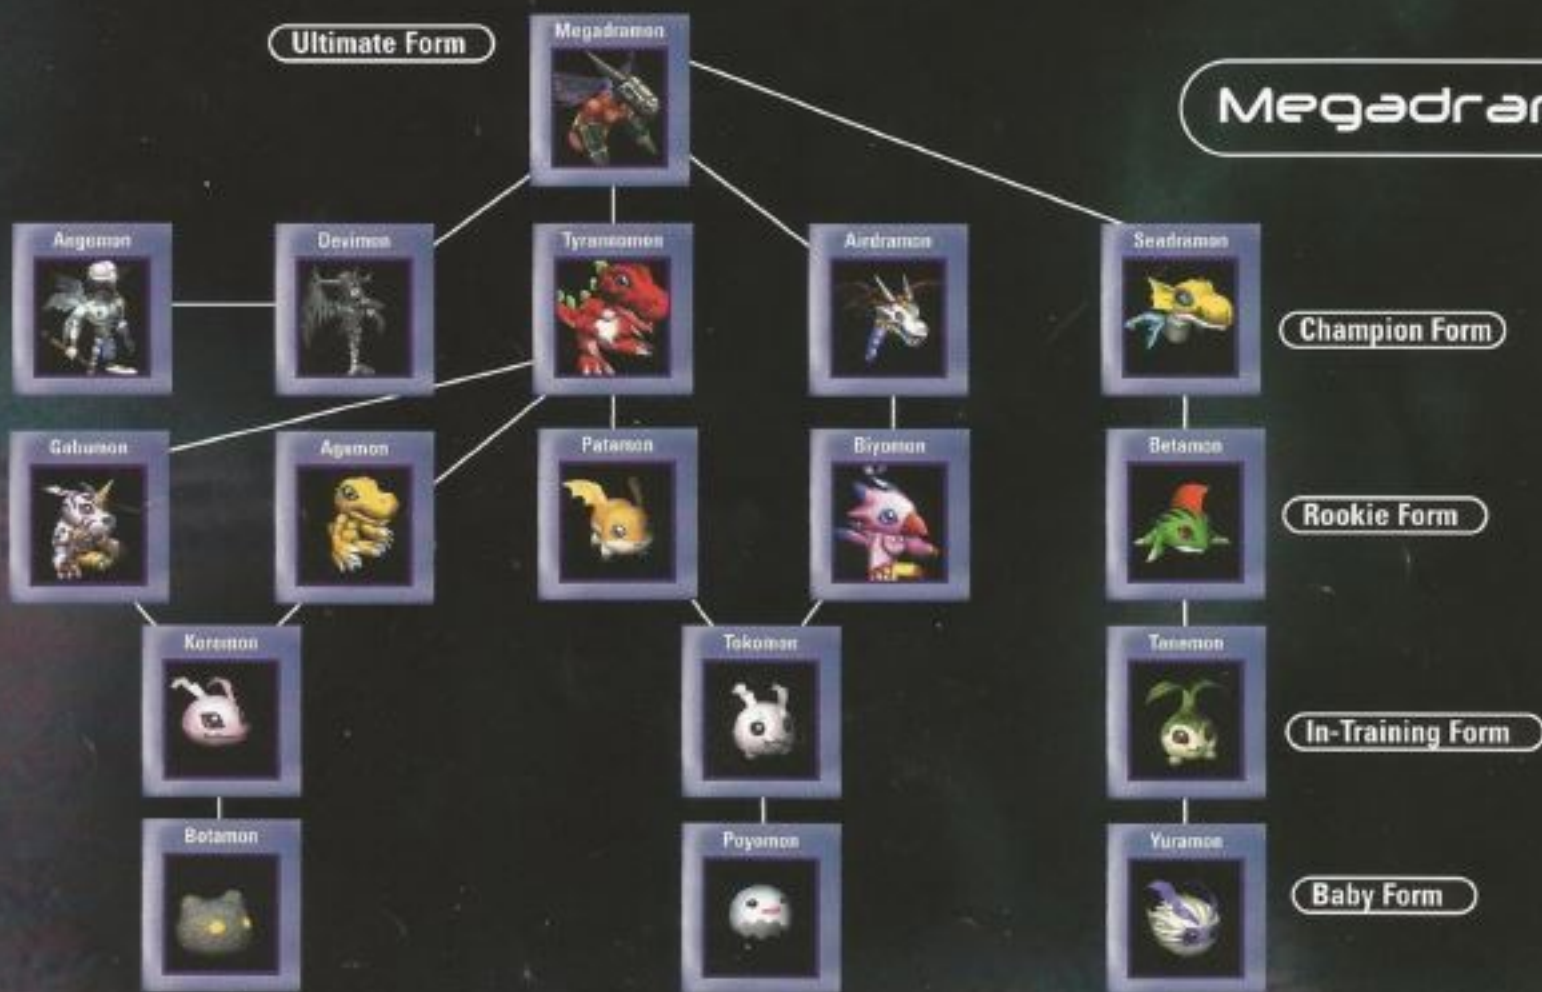 Ultimate Form
Megadramon
Megadram
Angemon
Devimon
Tyrannomon
Airdramon
Seadramon
Champion Form
Gabumon
Agumon
Patamon
Biyomon
Betamon
Rookie Form
Koromon
Tokomon
Tanemon
In-Training Form
Botamon
Poyomon
Yuramon
Baby Form